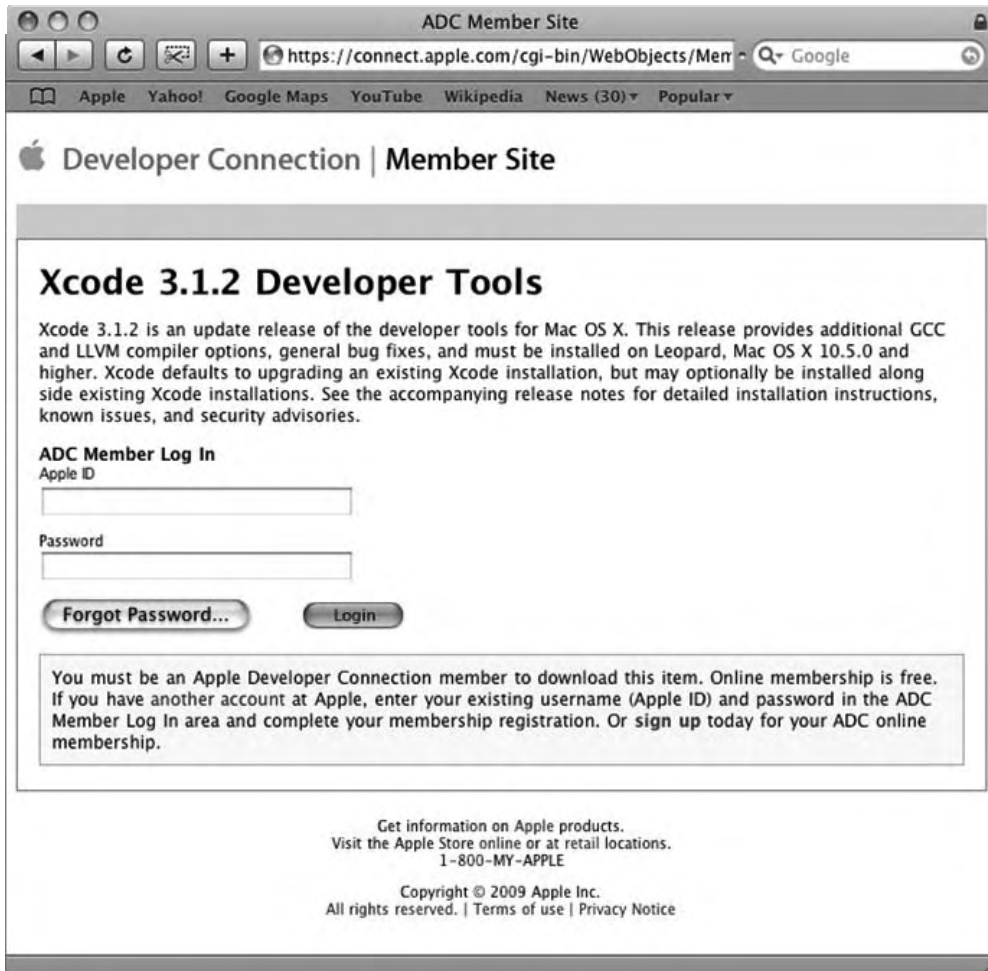 ADC Member Site
https://connect.apple.com/cgi-bin/WebObjects/Mem
Google
Apple Yahoo! Google Maps YouTube Wikipedia News (30) Popular
Developer Connection | Member Site
Xcode 3.1.2 Developer Tools
Xcode 3.1.2 is an update release of the developer tools for Mac OS X. This release provides additional GCC
and LLVM compiler options, general bug fixes, and must be installed on Leopard, Mac OS X 10.5.0 and
higher. Xcode defaults to upgrading an existing Xcode installation, but may optionally be installed along
side existing Xcode installations. See the accompanying release notes for detailed installation instructions,
known issues, and security advisories.
ADC Member Log In
Apple ID
Password
Forgot Password... Login
You must be an Apple Developer Connection member to download this item. Online membership is free.
If you have another account at Apple, enter your existing username (Apple ID) and password in the ADC
Member Log In area and complete your membership registration. Or sign up today for your ADC online
membership.
Get information on Apple products.
Visit the Apple Store online or at retail locations.
1-800-MY-APPLE
Copyright © 2009 Apple Inc.
All rights reserved. | Terms of use | Privacy Notice